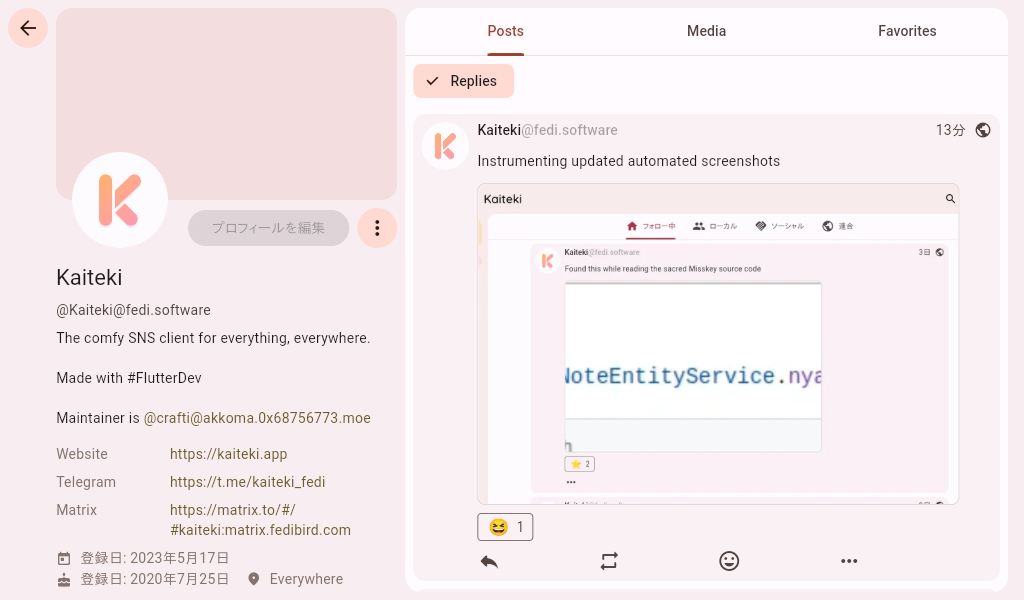 プロフィールを編集
Kaiteki
@Kaiteki@fedi.software
The comfy SNS client for everything, everywhere.
Made with #FlutterDev
Maintainer is @crafti@akkoma.0x68756773.moe
Website https://kaiteki.app
Telegram https://t.me/kaiteki_fedi
Matrix https://matrix.to/#/
#kaiteki:matrix.fedibird.com
登録日: 2023年5月17日
登録日: 2020年7月25日 Everywhere
Posts Media Favorites
Replies
Kaiteki@fedi.software 13分
Instrumenting updated automated screenshots
Kaiteki
フォロー中 ローカル ソーシャル 連合
Kaiteki@fedi.software 3日
Found this while reading the sacred Misskey source code
NoteEntityService.nya
2
1